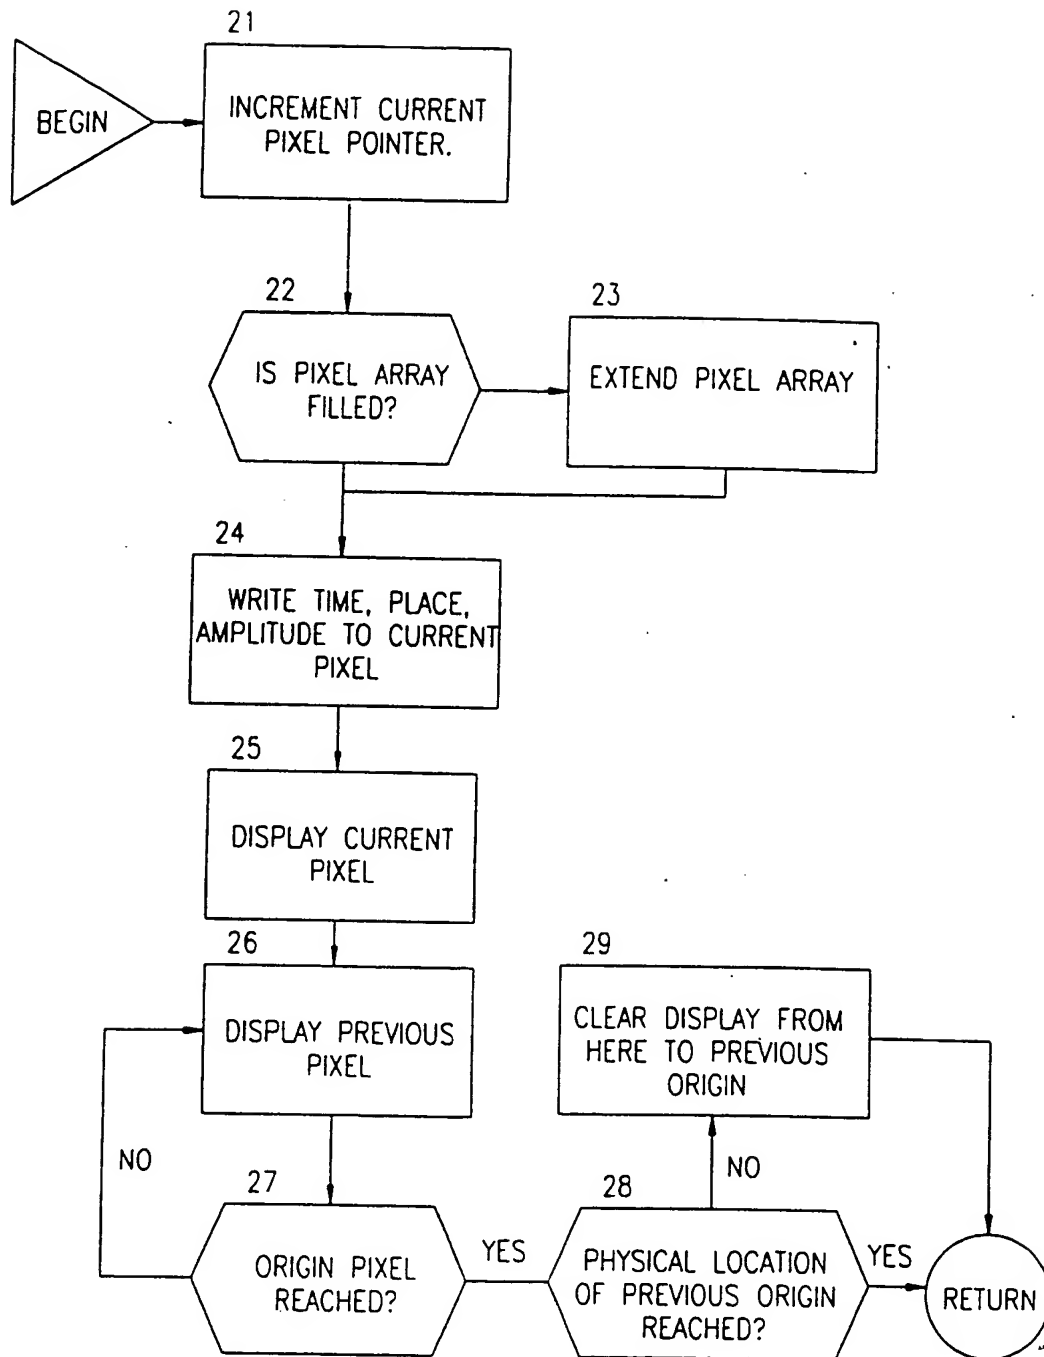 21
BEGIN
INCREMENT CURRENT
PIXEL POINTER.
22
IS PIXEL ARRAY
FILLED?
23
EXTEND PIXEL ARRAY
24
WRITE TIME, PLACE,
AMPLITUDE TO CURRENT
PIXEL
25
DISPLAY CURRENT
PIXEL
26
DISPLAY PREVIOUS
PIXEL
29
CLEAR DISPLAY FROM
HERE TO PREVIOUS
ORIGIN
NO
27
ORIGIN PIXEL
REACHED?
YES
NO
28
PHYSICAL LOCATION
OF PREVIOUS ORIGIN
REACHED?
YES
RETURN